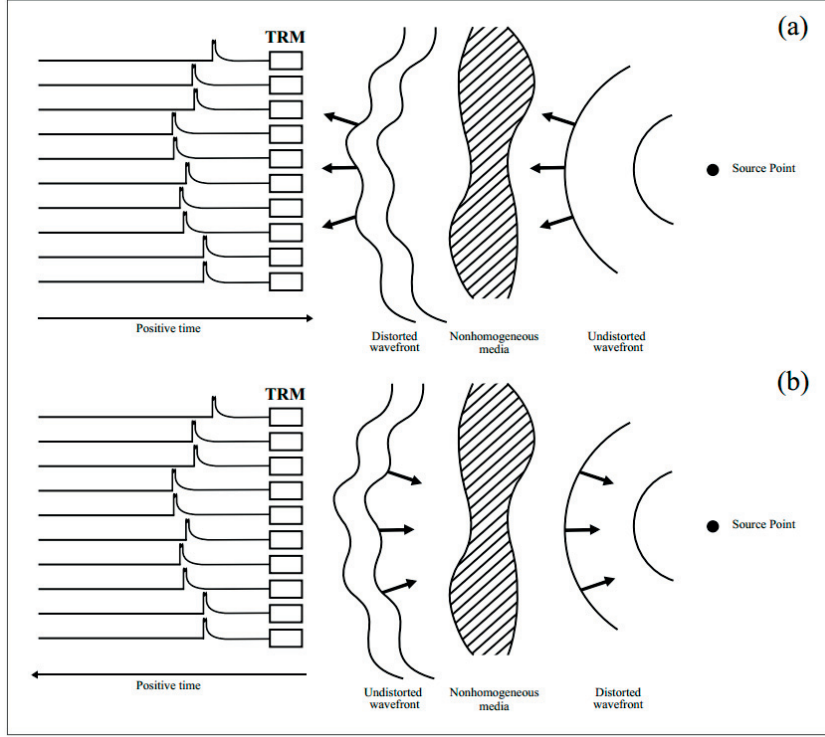 (a)
TRM
Source Point
Positive time
Distorted
wavefront
Nonhomogeneous
media
Undistorted
wavefront
(b)
TRM
Source Point
Positive time
Undistorted
wavefront
Nonhomogeneous
media
Distorted
wavefront